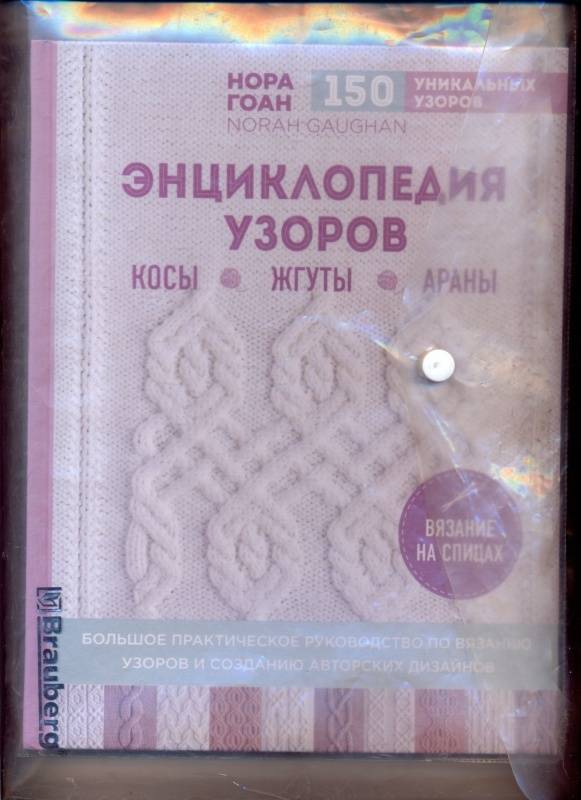 НОРА
ГОАН
NORAH GAUGHAN
150
УНИКАЛЬНЫХ
УЗОРОВ
ЭНЦИКЛОПЕДИЯ
УЗОРОВ
КОСЫ ЖГУТЫ АРАНЫ
ВЯЗАНИЕ
НА СПИЦАХ
БОЛЬШОЕ ПРАКТИЧЕСКОЕ РУКОВОДСТВО ПО ВЯЗАНИЮ
УЗОРОВ И СОЗДАНИЮ АВТОРСКИХ ДИЗАЙНОВ
Brauberg